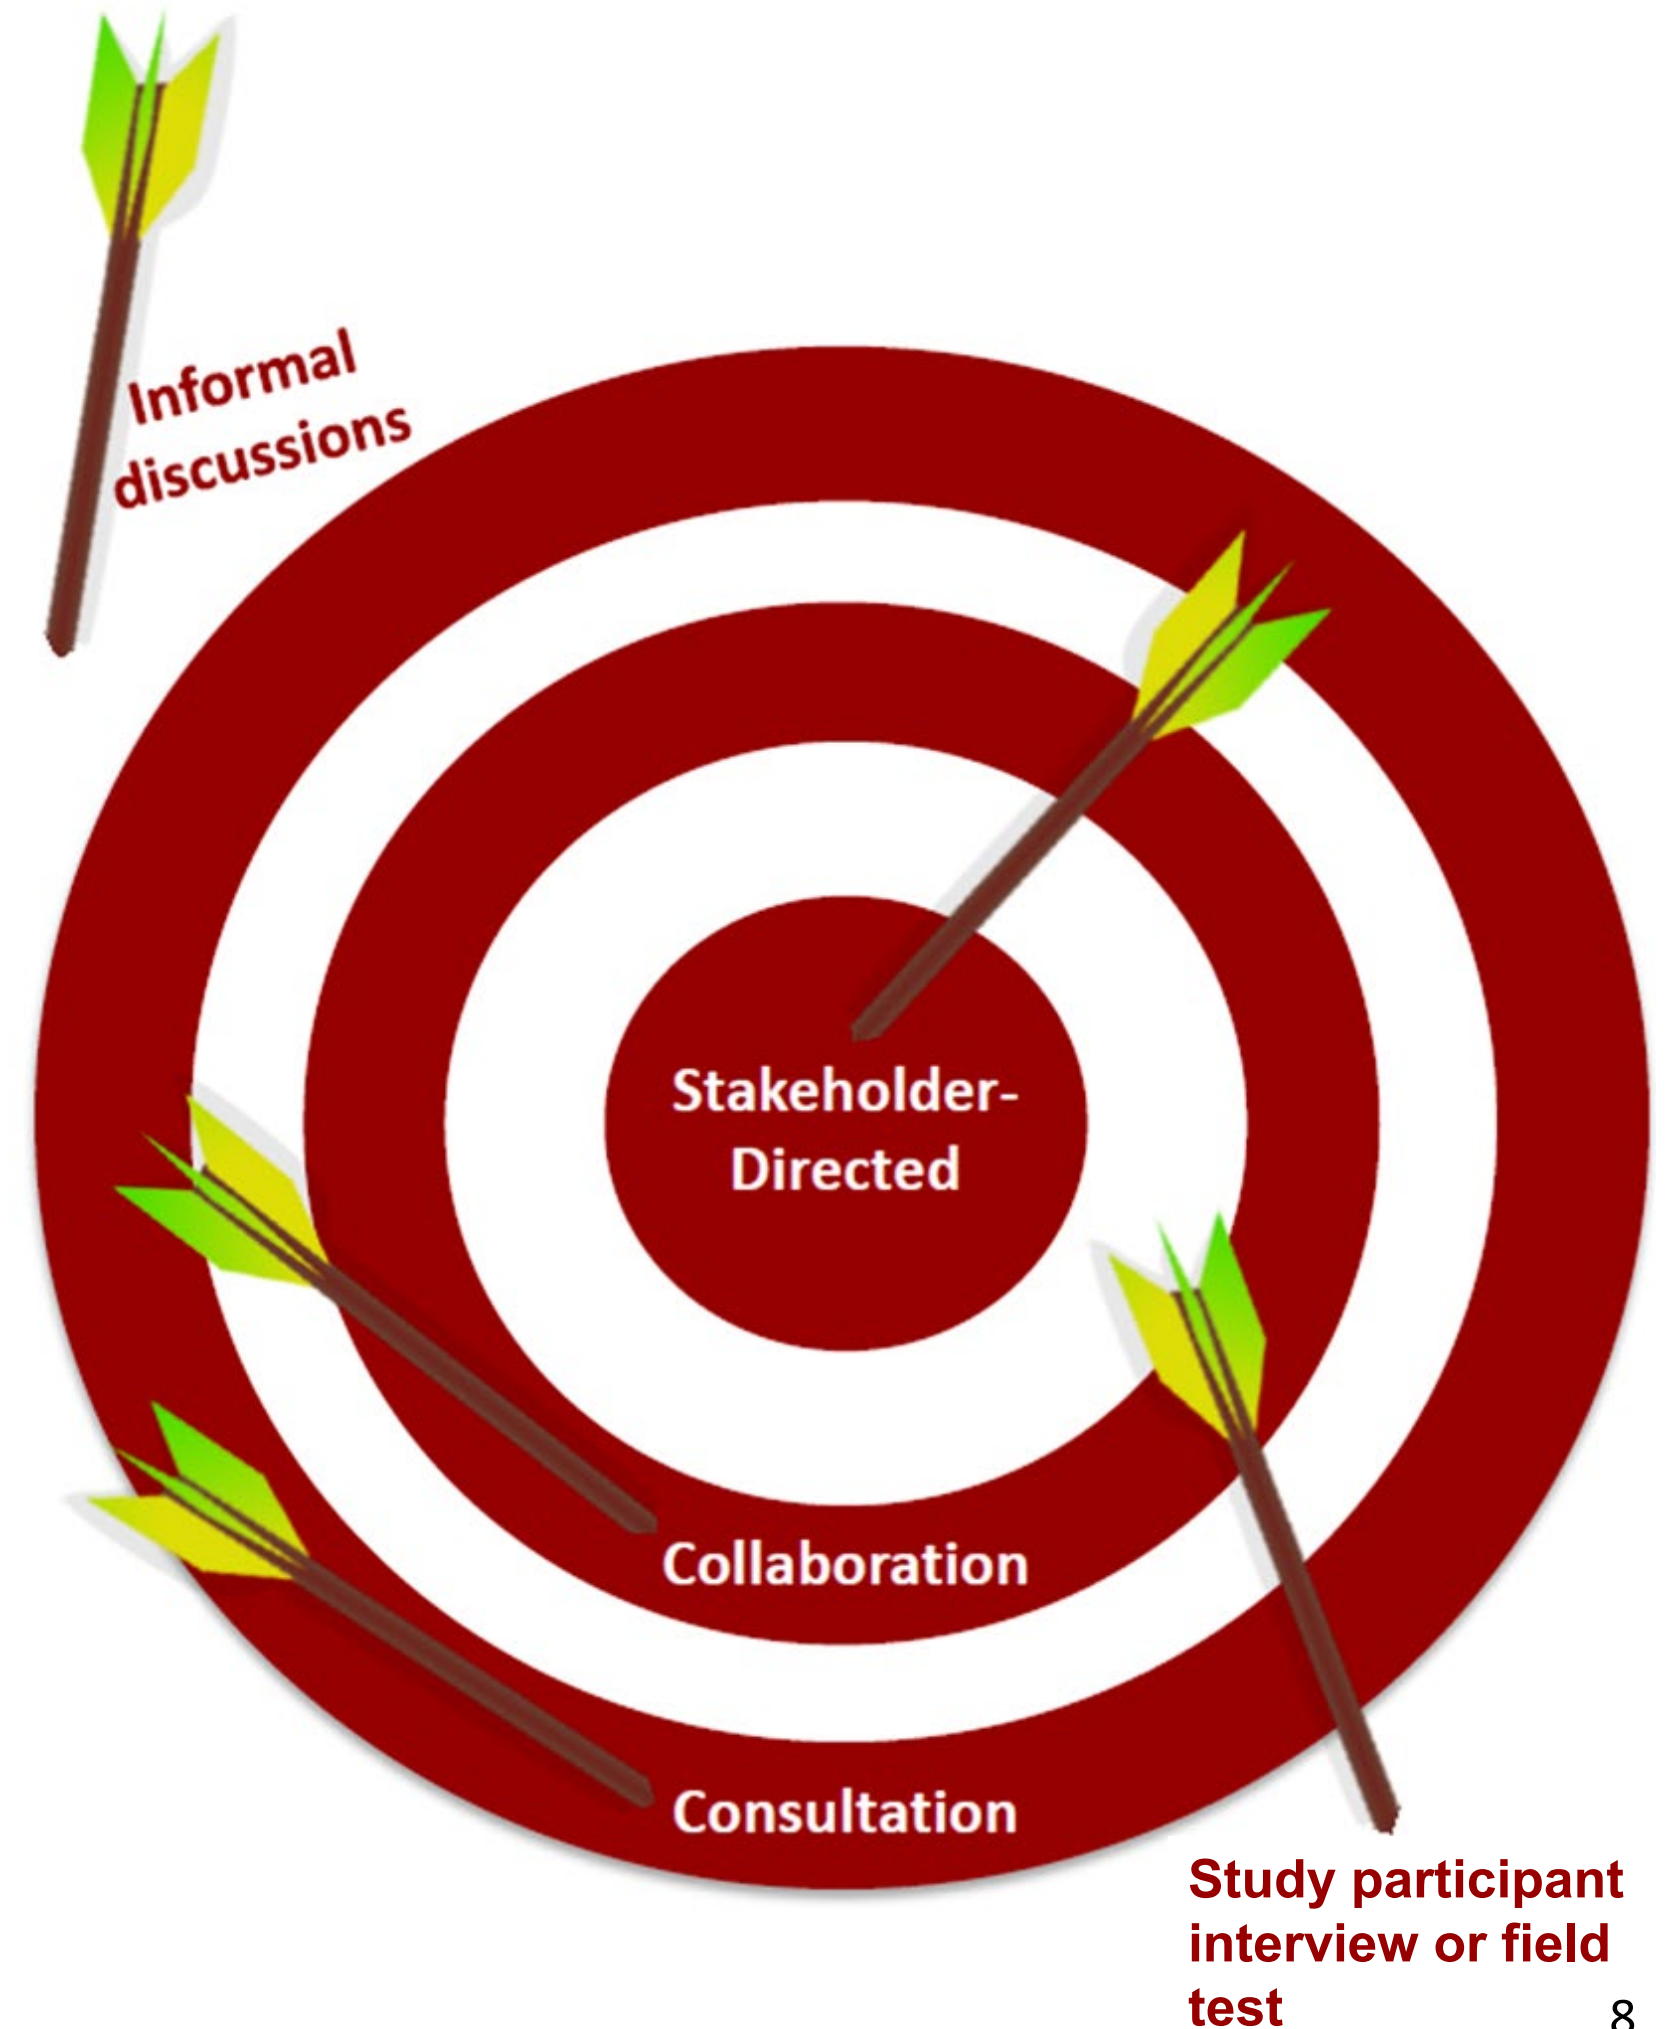 Informal
discussions
Stakeholder-
Directed
Collaboration
Consultation
Study participant
interview or field
test
8